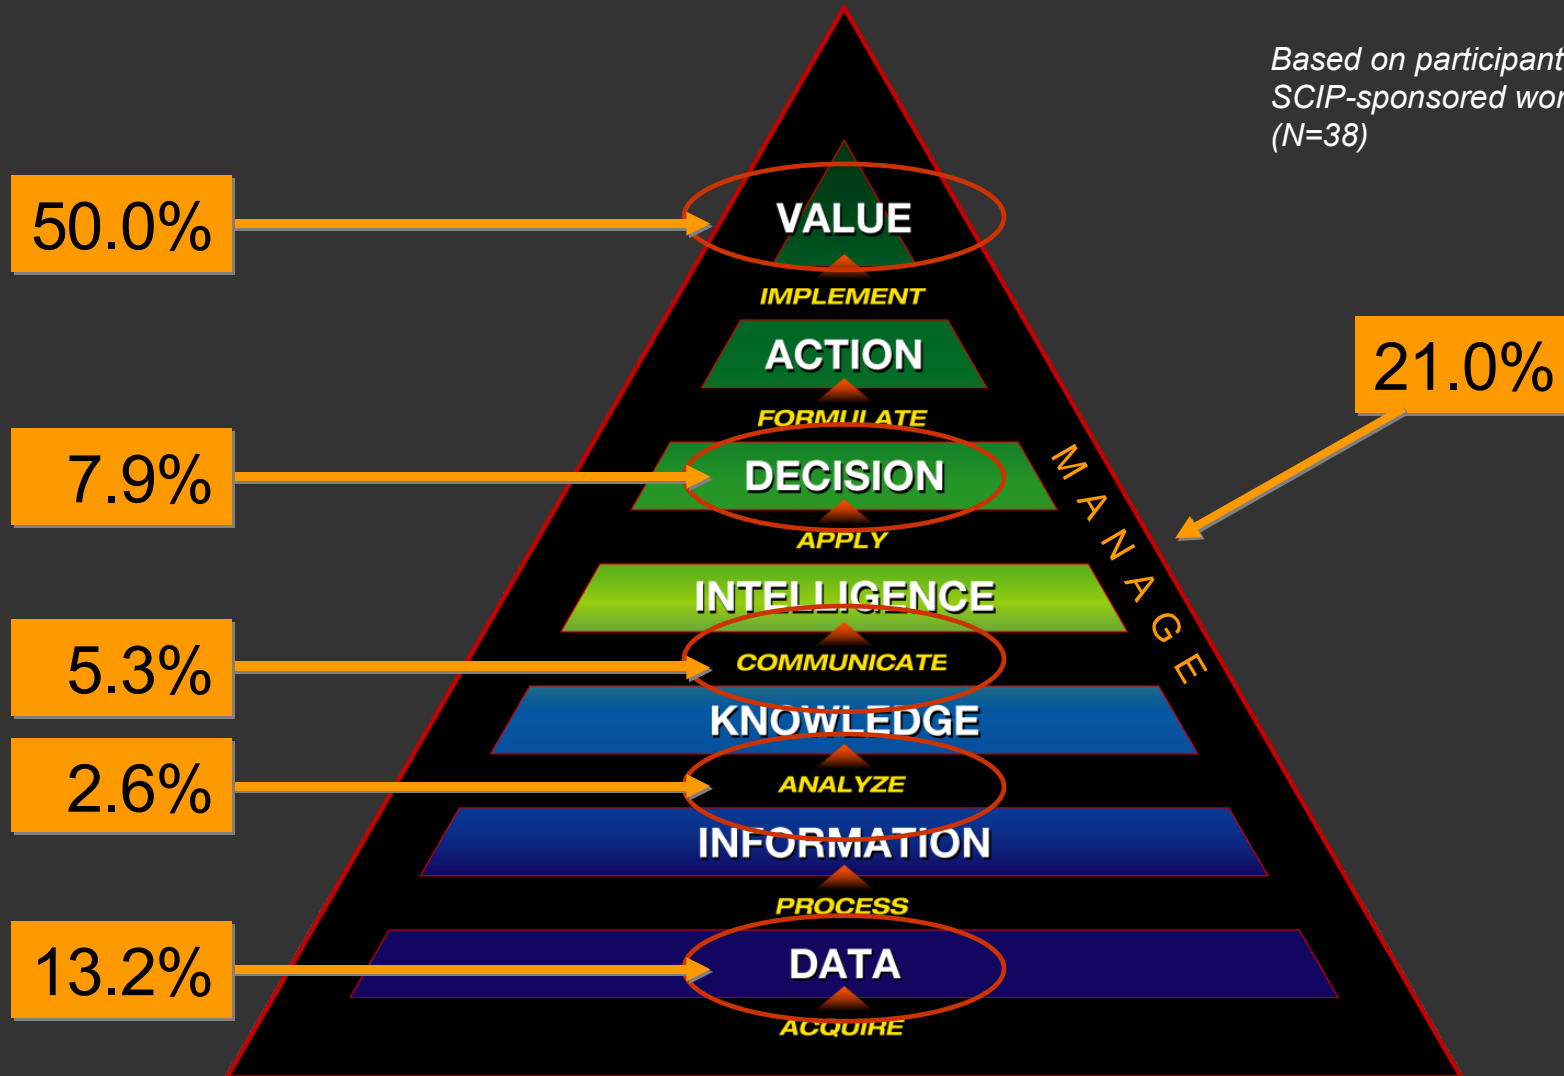 Based on participant
SCIP-sponsored
(N=38)
50.0%
VALUE
IMPLEMENT
ACTION
21.0%
FORMULATE
7.9%
DECISION
MANAGE
APPLY
INTELLIGENCE
5.3%
COMMUNICATE
KNOWLEDGE
2.6%
ANALYZE
INFORMATION
PROCESS
13.2%
DATA
ACQUIRE